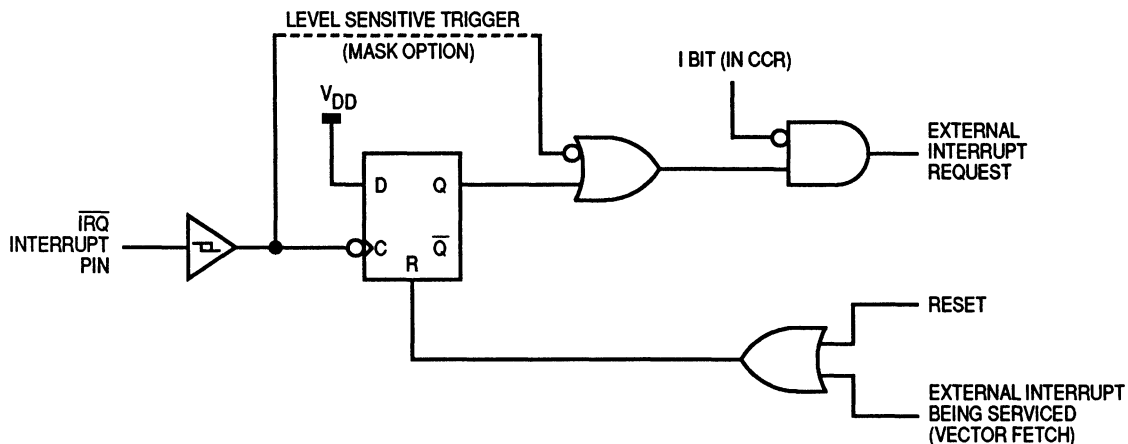 LEVEL SENSITIVE TRIGGER
(MASK OPTION)
I BIT (IN CCR)
VDD
EXTERNAL
INTERRUPT
REQUEST
D
Q
IRQ
INTERRUPT
PIN
C
Q
R
RESET
EXTERNAL INTERRUPT
BEING SERVICED
(VECTOR FETCH)